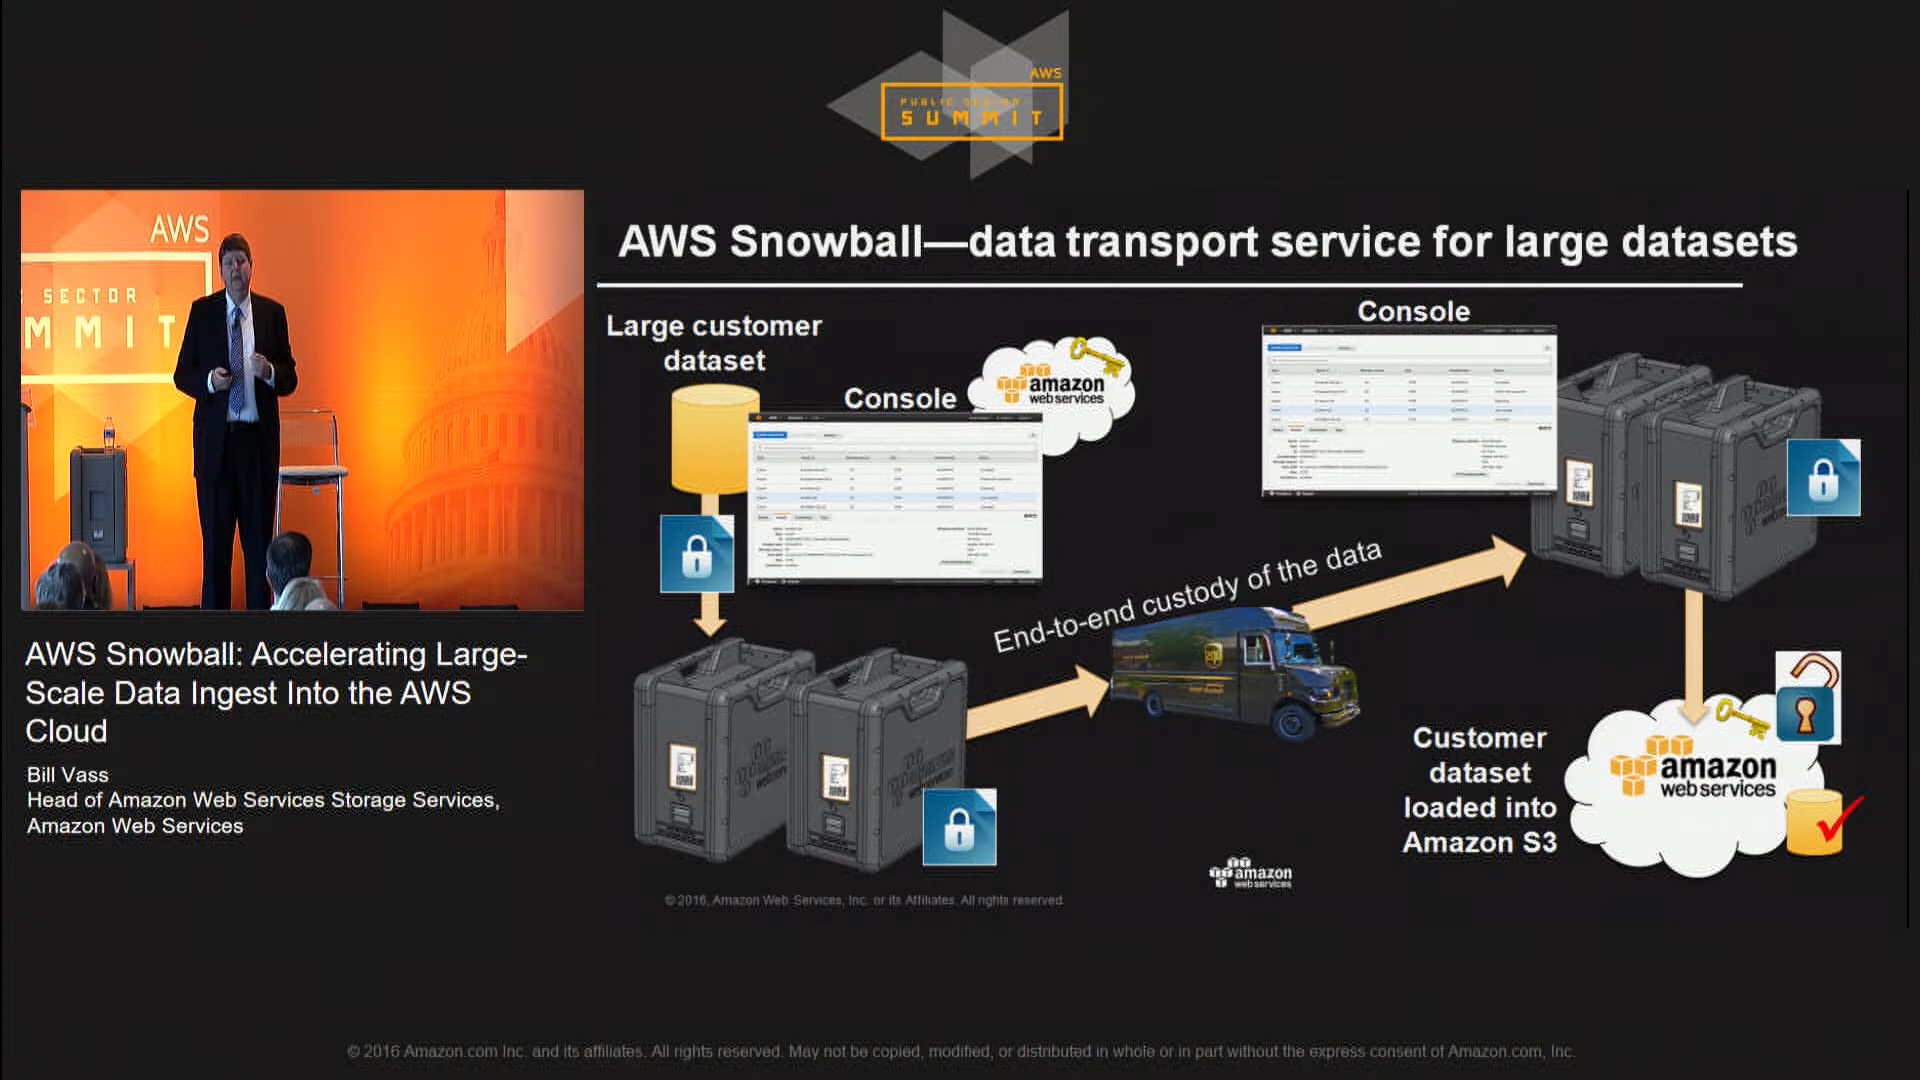 AWS
PUBLIC SECTOR
SUMMIT
AWS
SECTOR
MMIT
AWS Snowball: Accelerating Large-
Scale Data Ingest Into the AWS
Cloud
Bill Vass
Head of Amazon Web Services Storage Services,
Amazon Web Services
AWS Snowball—data transport service for large datasets
Large customer
dataset
Console
amazon
web services
Console
End-to-end custody of the data
Customer
dataset
loaded into
Amazon S3
amazon
web services
amazon
web services
© 2016, Amazon Web Services, Inc. or its Affiliates. All rights reserved.
© 2016 Amazon.com Inc. and its affiliates. All rights reserved. May not be copied, modified, or distributed in whole or in part without the express consent of Amazon.com, Inc.